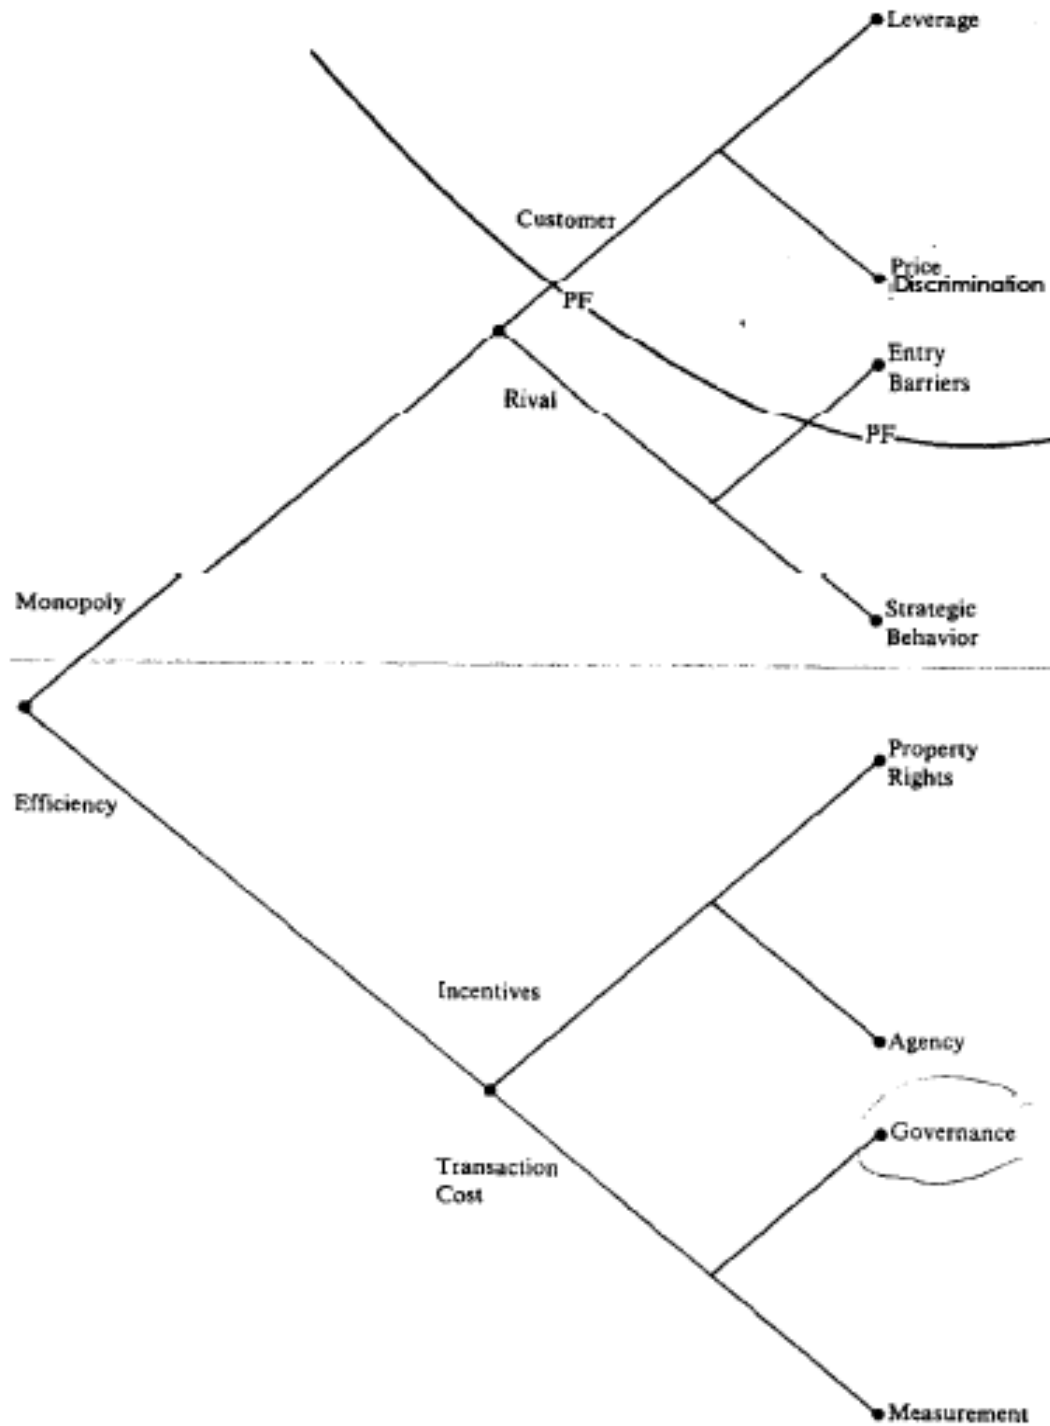 Leverage
Customer
Price
Discrimination
PF
Entry
Barriers
Rival
PF
Monopoly
Strategic
Behavior
Property
Rights
Efficiency
Incentives
Agency
Governance
Transaction
Cost
Measurement